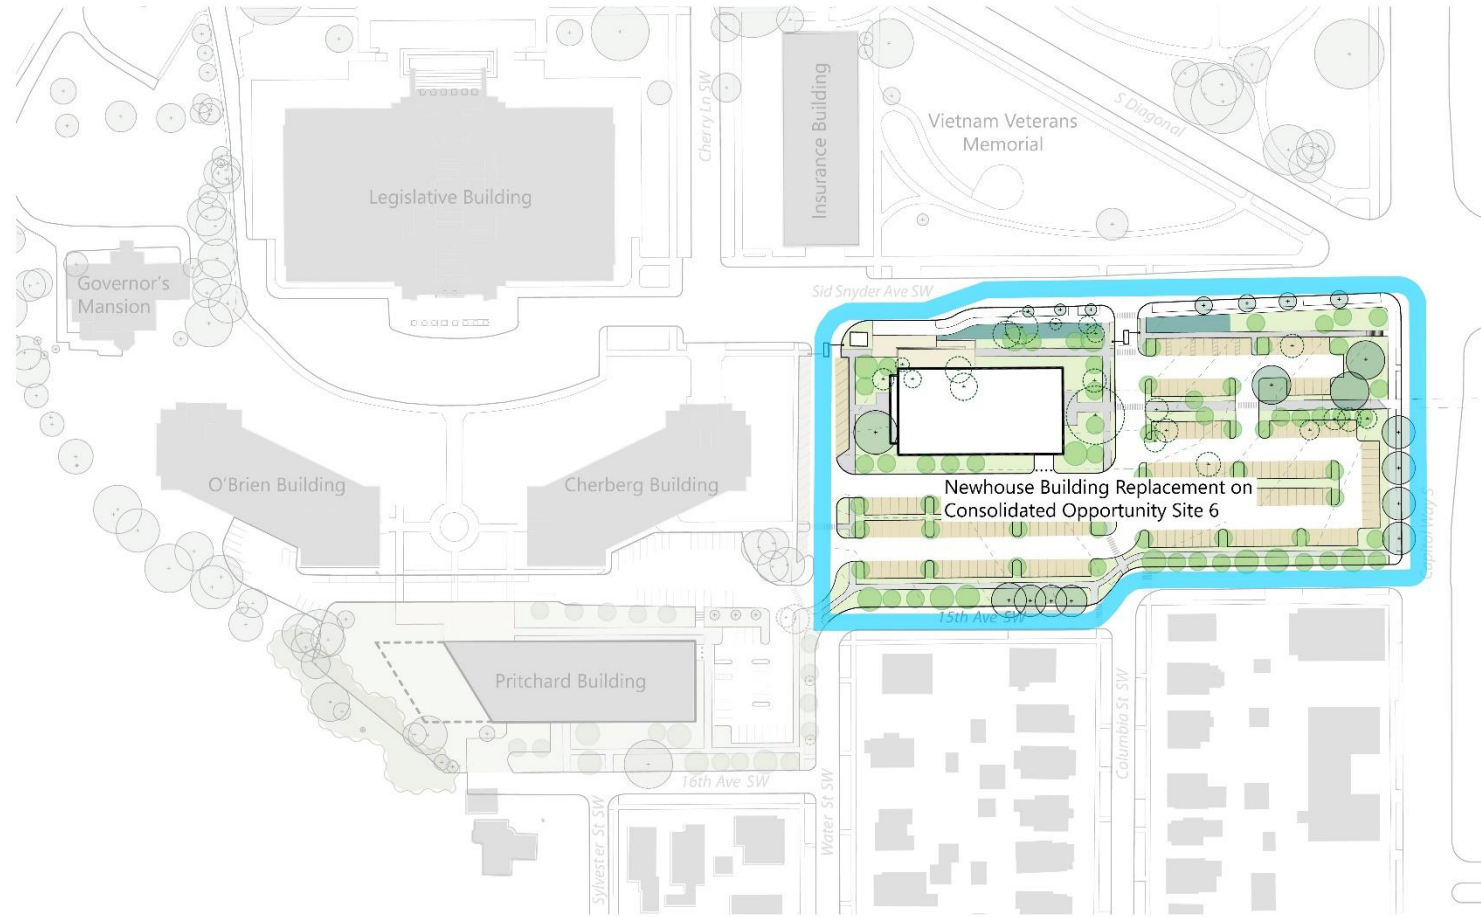 Cherry Ln SW
Insurance Building
S Diagonal
Vietnam Veterans
Memorial
Legislative Building
Governor's
Mansion
Sid Snyder Ave SW
O'Brien Building
Cherberg Building
Newhouse Building Replacement on
Consolidated Opportunity Site 6
Capitol Way S
15th Ave SW
Pritchard Building
16th Ave SW
Sylvester St SW
Water St SW
Columbia St SW